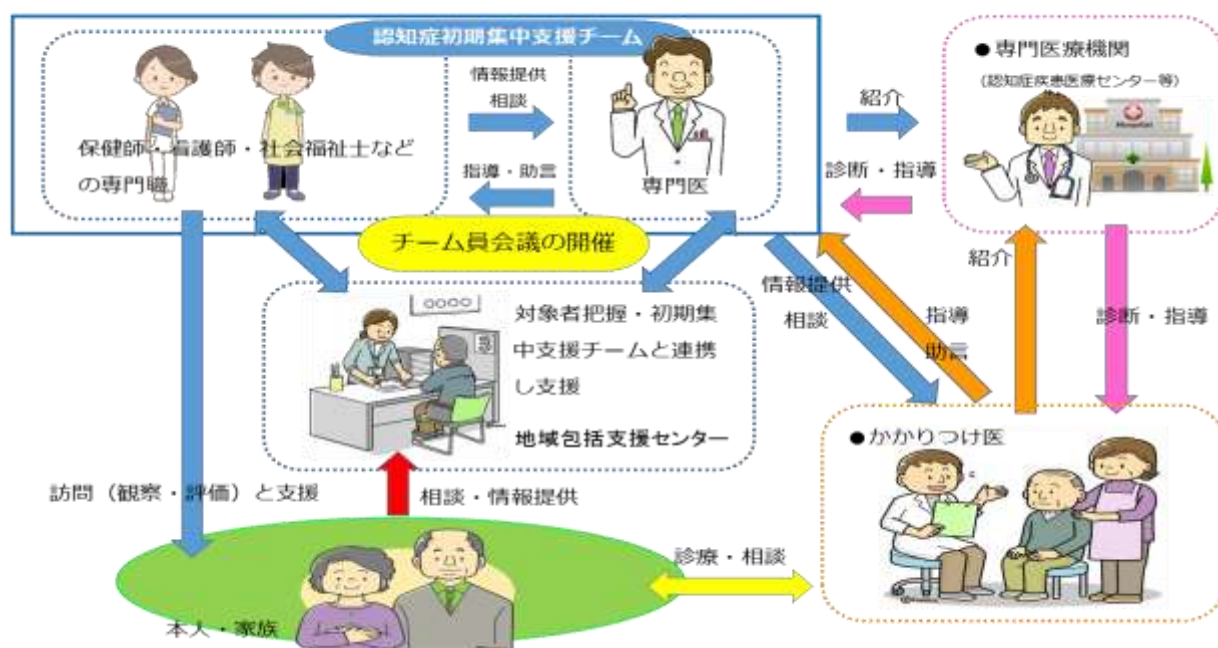 認知症初期集中支援チーム
情報提供
相談
保健師・看護師・社会福祉士など
の専門職
指導・助言
専門医
チーム員会議の開催
紹介
診断・指導
●専門医療機関
(認知症疾患医療センター等)
Hospital
情報提供
相談
指導
助言
紹介
診断・指導
対象者把握・初期集
中支援チームと連携
し支援
地域包括支援センター
●かかりつけ医
訪問（観察・評価）と支援
相談・情報提供
診療・相談
本人・家族